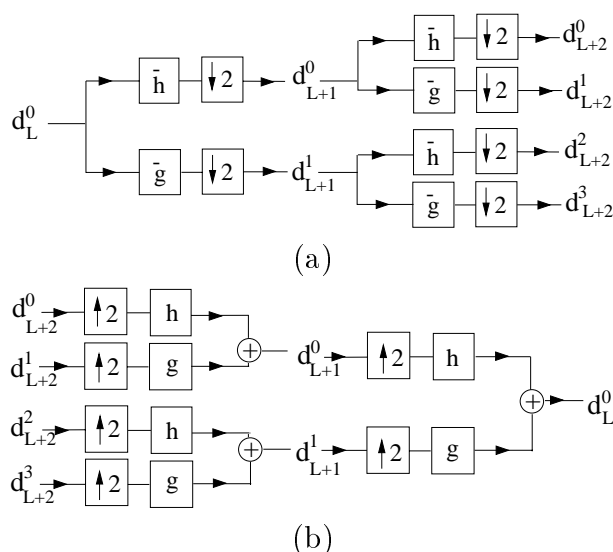 h̄ ↓2 d⁰_{L+2}
h̄ ↓2 d⁰_{L+1}
ḡ ↓2 d¹_{L+2}
d⁰_L
h̄ ↓2 d²_{L+2}
ḡ ↓2 d¹_{L+1}
ḡ ↓2 d³_{L+2}
(a)
d⁰_{L+2} ↑2 h
+ d⁰_{L+1} ↑2 h
d¹_{L+2} ↑2 g
+ d⁰_L
d²_{L+2} ↑2 h
+ d¹_{L+1} ↑2 g
d³_{L+2} ↑2 g
(b)